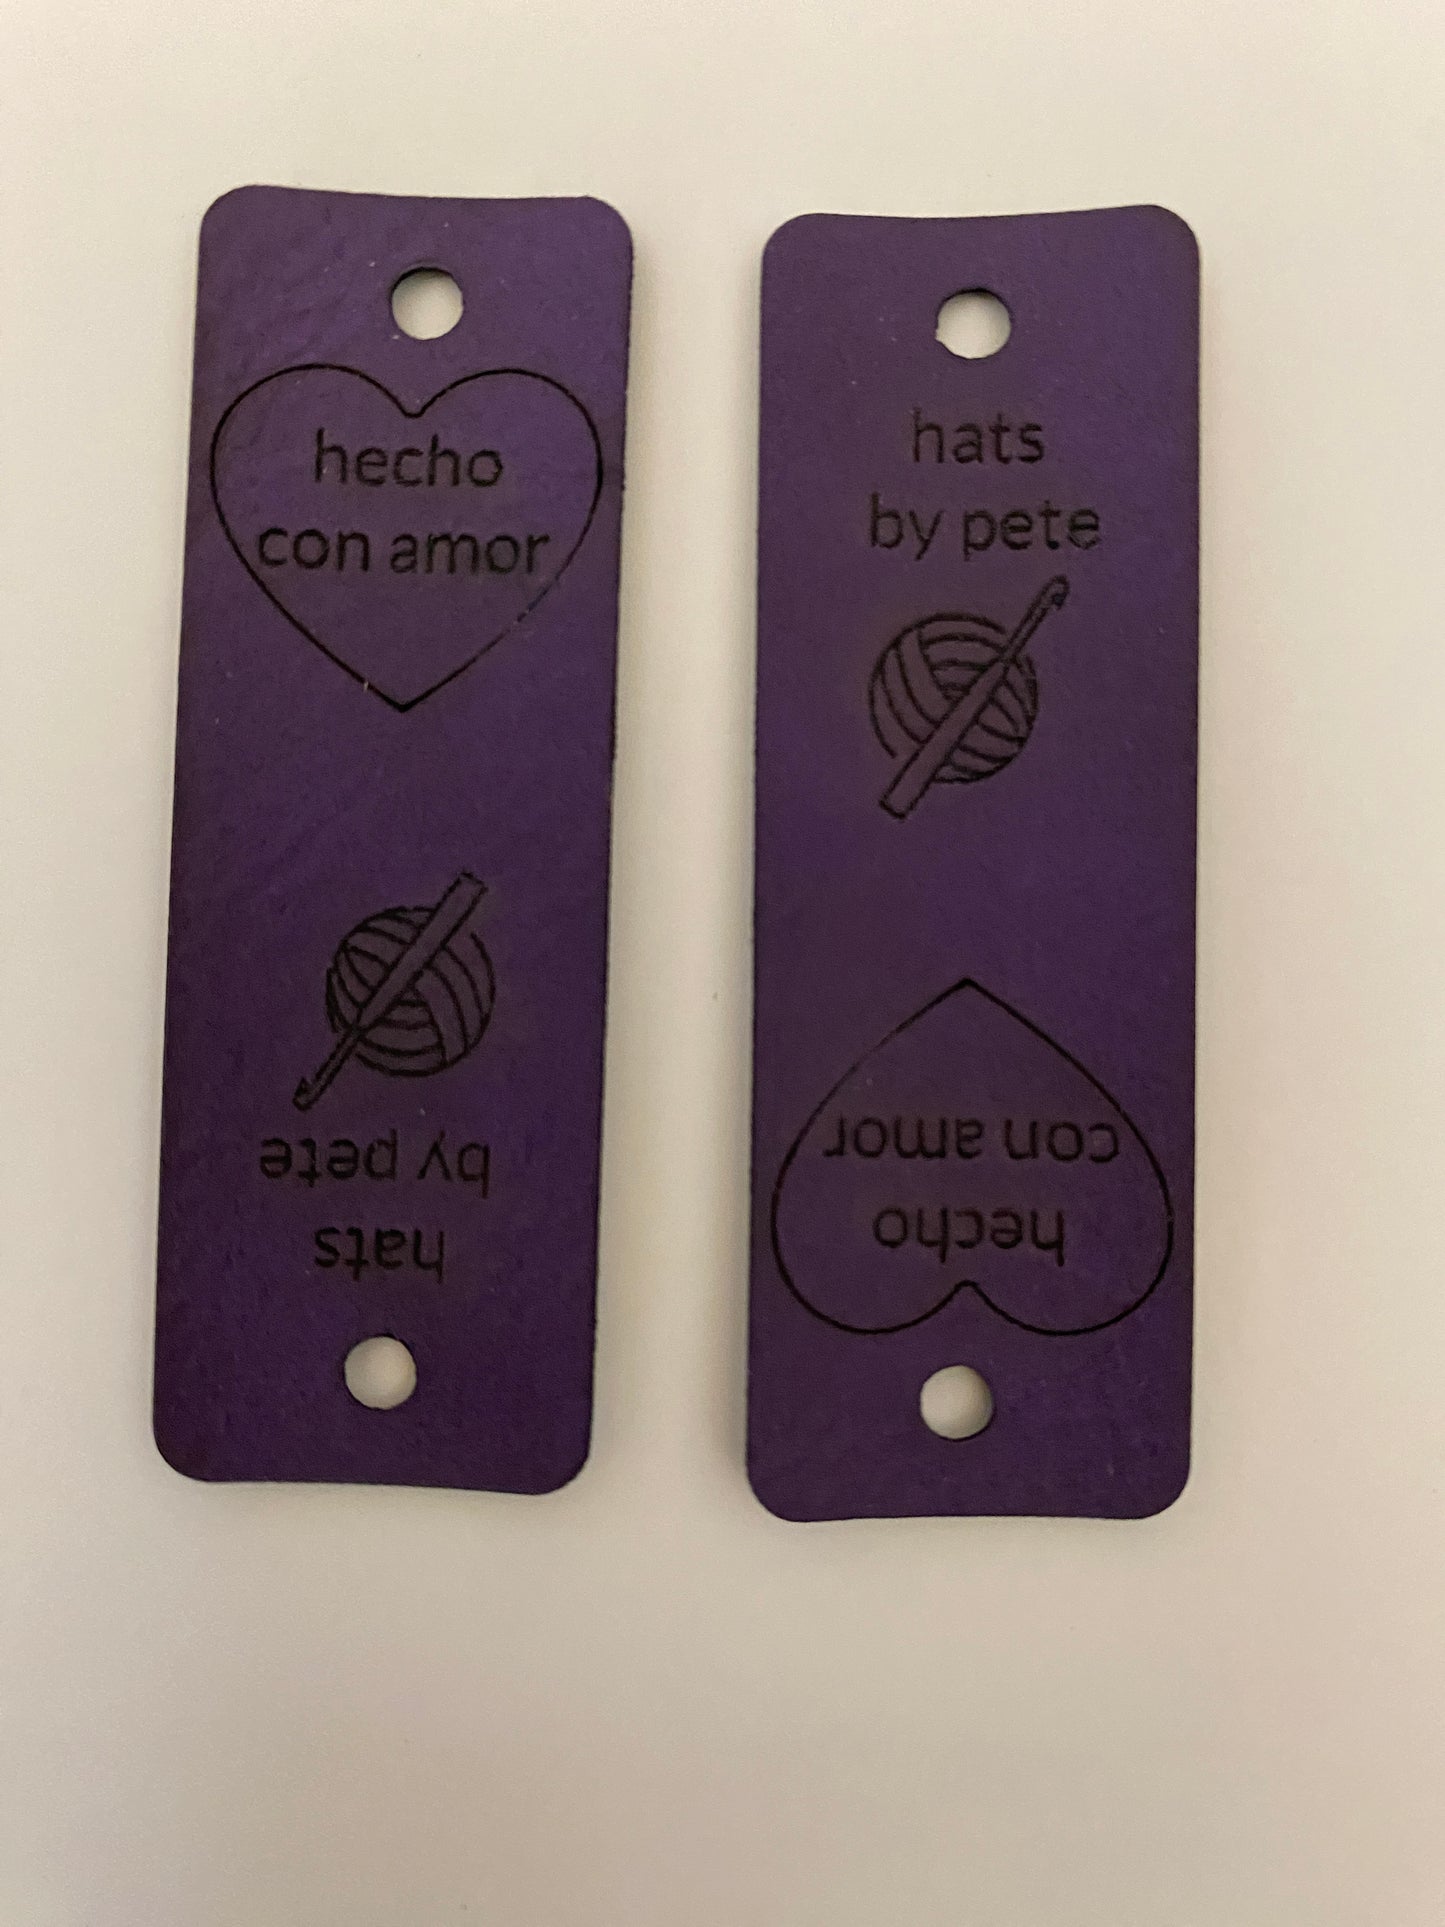 hecho
con amor
hats
by pete
hats
by pete
hecho
con amor